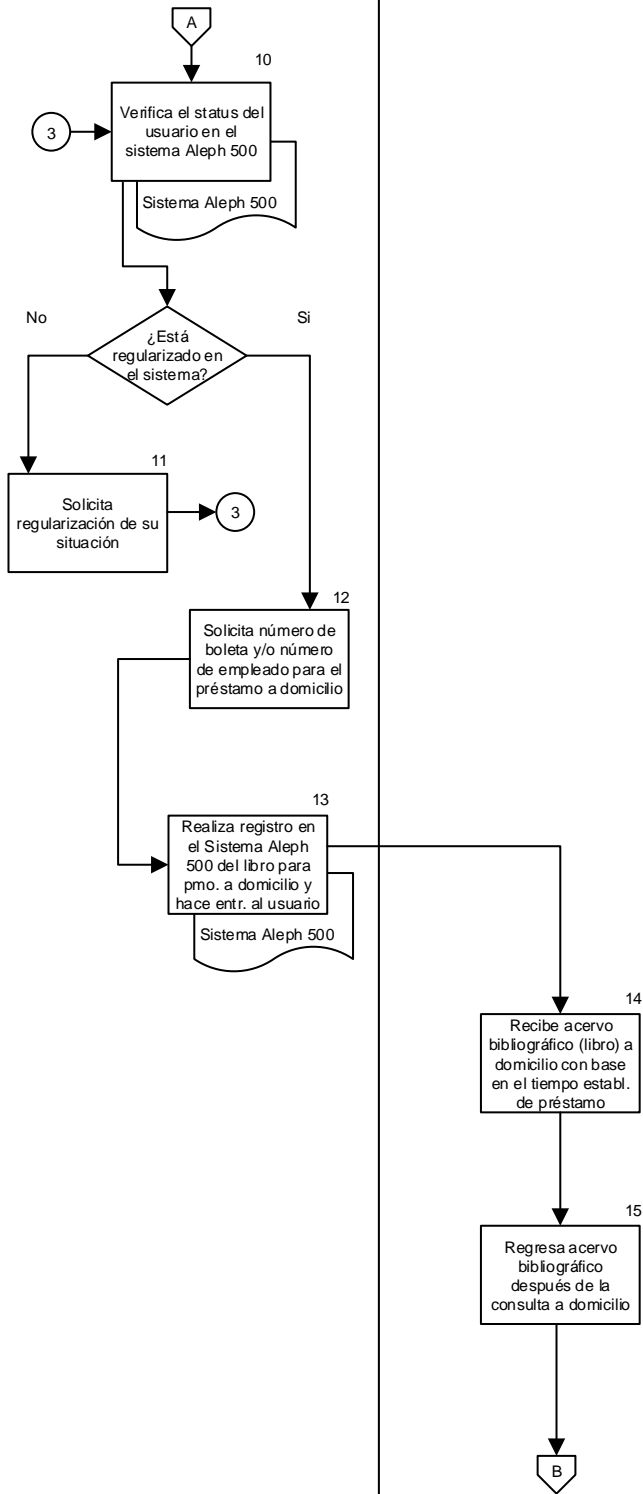 A
10
Verifica el status del
usuario en el
sistema Aleph 500
3
Sistema Aleph 500
No
Si
¿Está
regularizado en
el sistema?
11
Solicita
regularización de su
situación
3
12
Solicita número de
boleta y/o número
de empleado para el
préstamo a domicilio
13
Realiza registro en
el Sistema Aleph
500 del libro para
pmo. a domicilio y
hace entr. al usuario
Sistema Aleph 500
14
Recibe acervo
bibliográfico (libro) a
domicilio con base
en el tiempo establ.
de préstamo
15
Regresa acervo
bibliográfico
después de la
consulta a domicilio
B